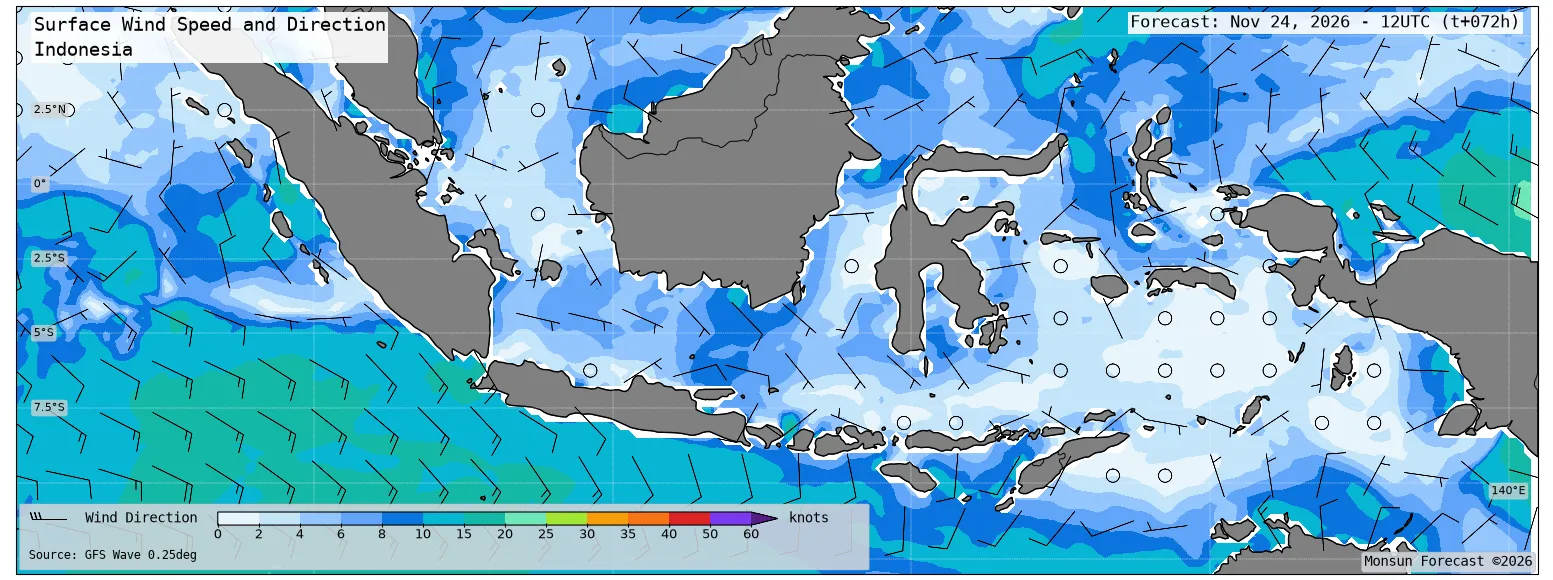 Surface Wind Speed and Direction
Indonesia
Forecast: Nov 24, 2026 - 12UTC (t+072h)
2.5°N
0°
2.5°S
5°S
7.5°S
140°E
Wind Direction
0 2 4 6 8 10 15 20 25 30 35 40 50 60
knots
Source: GFS Wave 0.25deg
Monsun Forecast ©2026